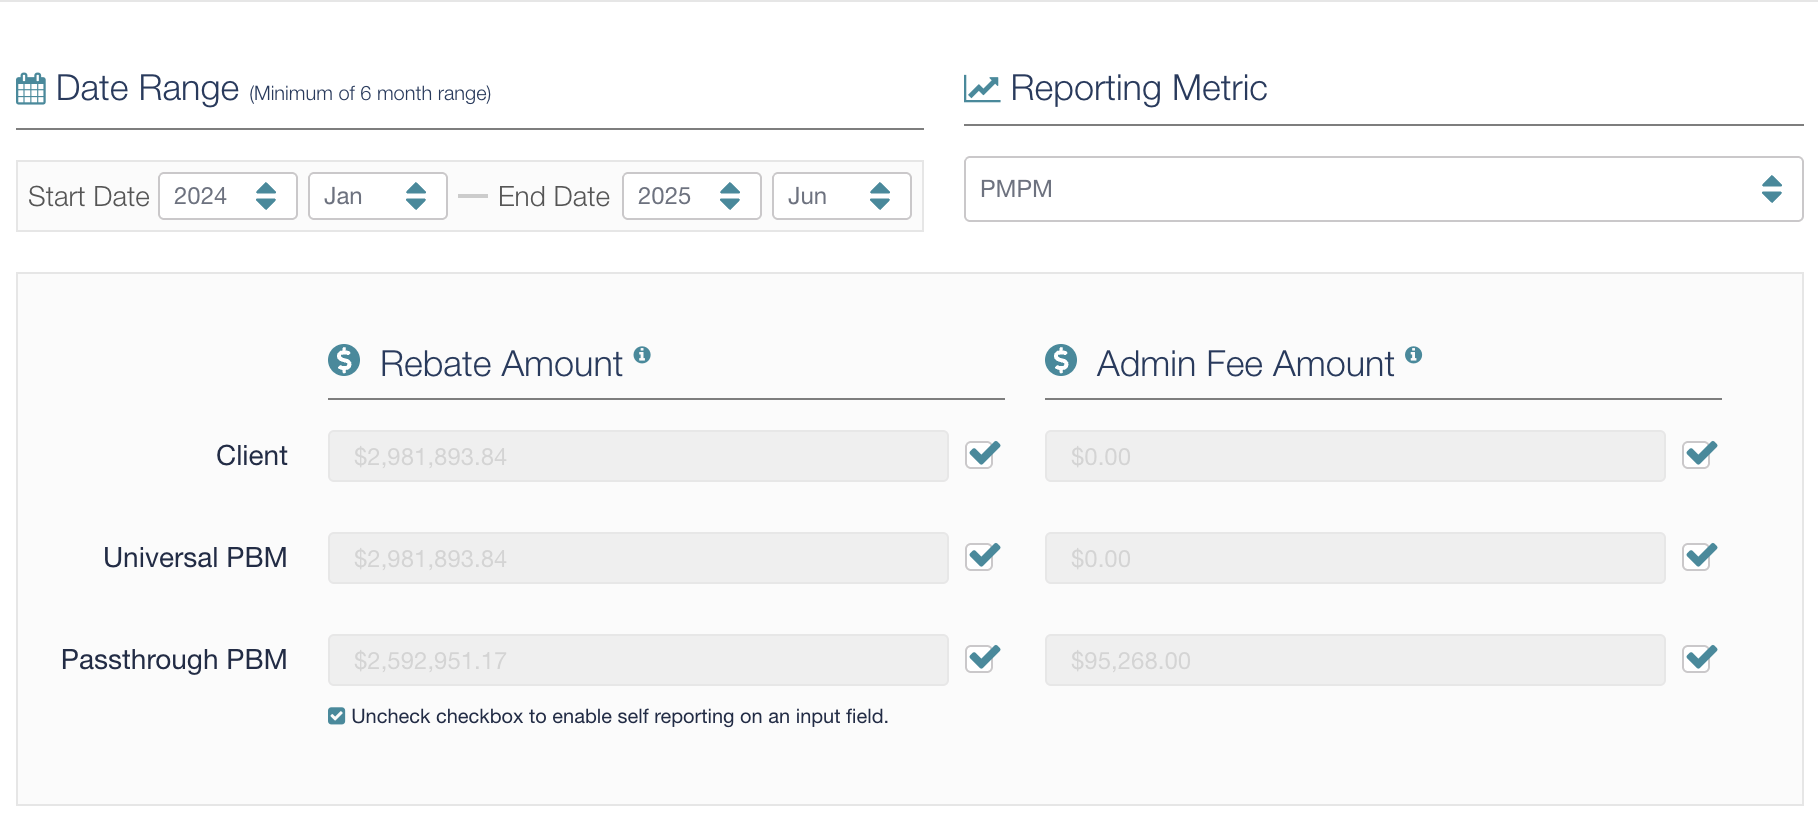 Date Range (Minimum of 6 month range)
Reporting Metric
Start Date 2024 Jan — End Date 2025 Jun
PMPM
Rebate Amount
Admin Fee Amount
Client $2,981,893.84 $0.00
Universal PBM $2,981,893.84 $0.00
Passthrough PBM $2,592,951.17 $95,268.00
Uncheck checkbox to enable self reporting on an input field.